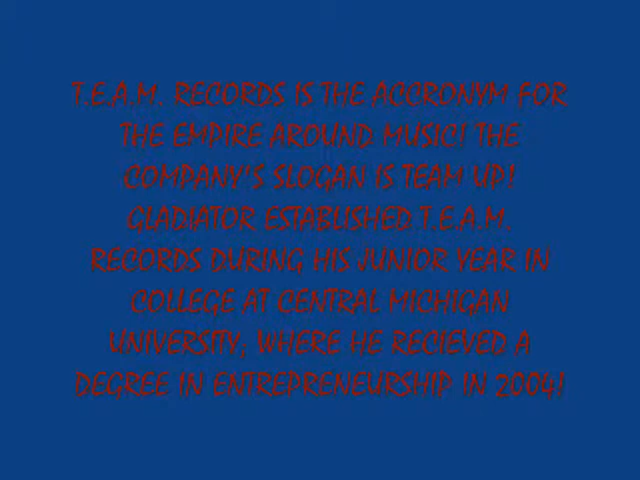 T.E.A.M. RECORDS IS THE ACCRONYM FOR
THE EMPIRE AROUND MUSIC! THE
COMPANY'S SLOGAN IS TEAM UP!
GLADIATOR ESTABLISHED T.E.A.M.
RECORDS DURING HIS JUNIOR YEAR IN
COLLEGE AT CENTRAL MICHIGAN
UNIVERSITY; WHERE HE RECIEVED A
DEGREE IN ENTREPRENEURSHIP IN 2004!